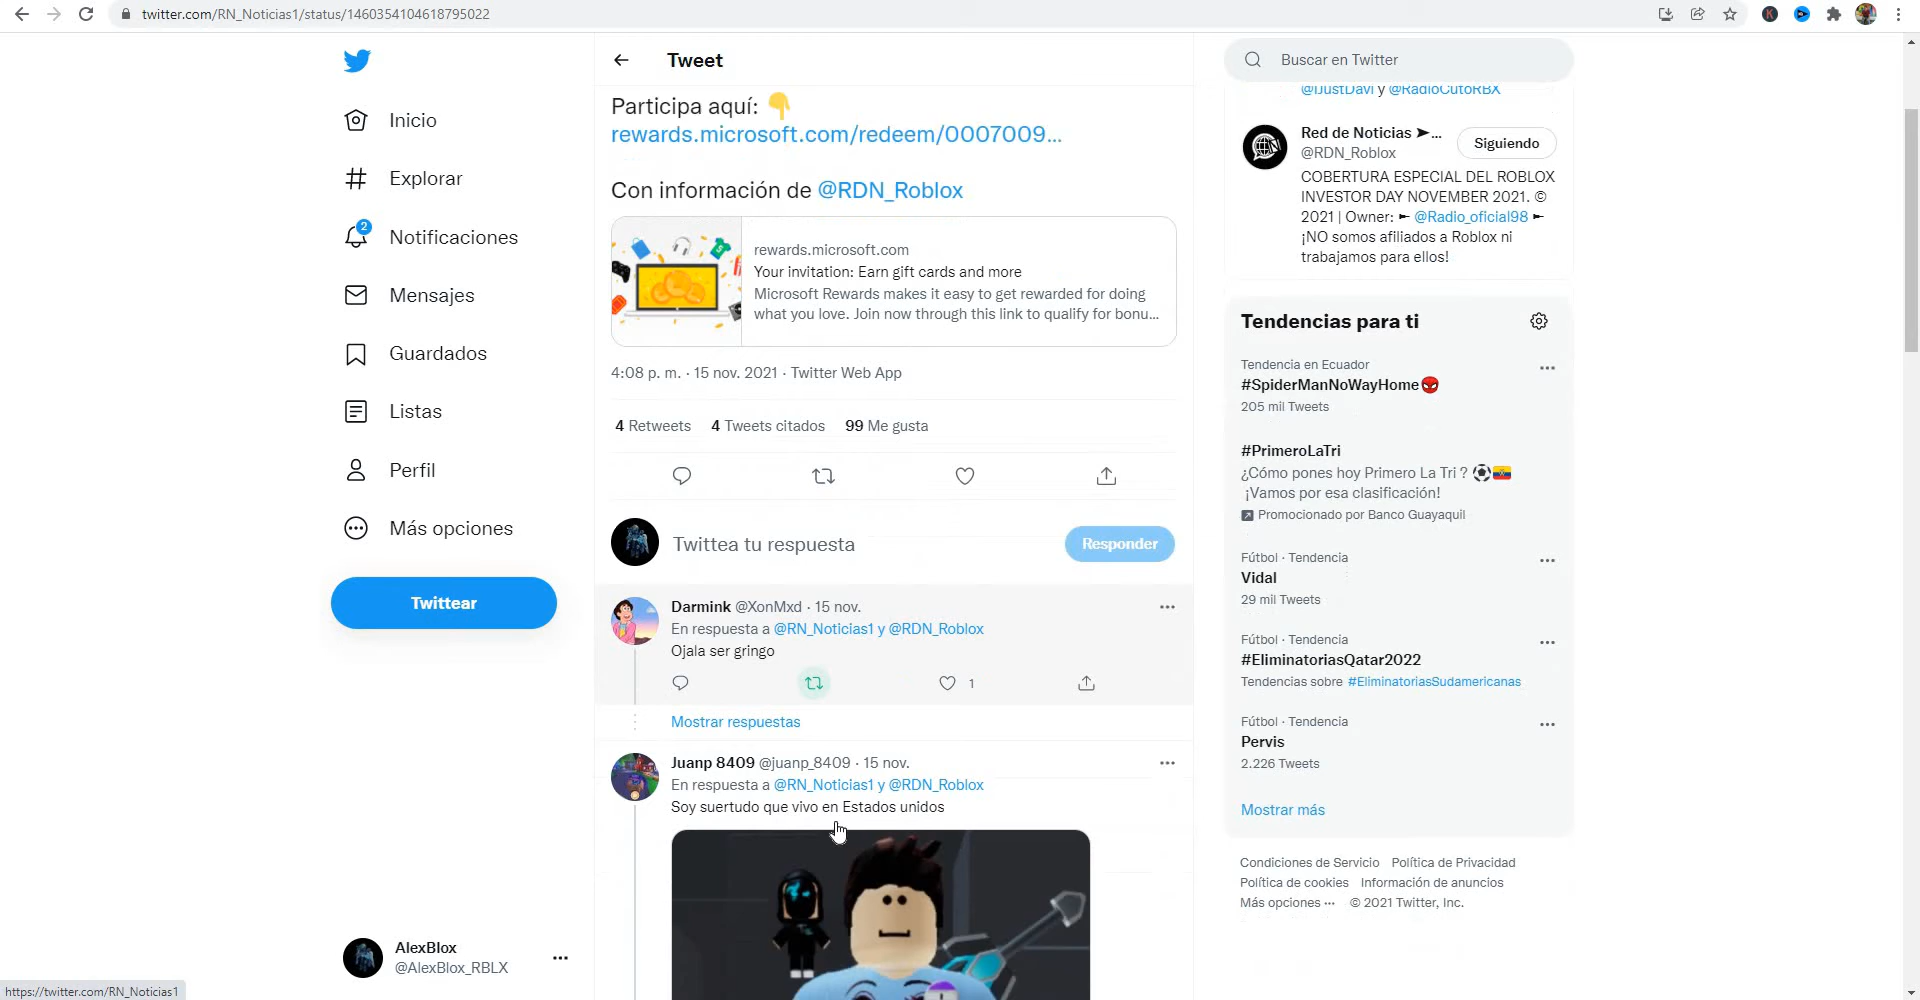 twitter.com/RN_Noticias1/status/1460354104618795022
Inicio
Explorar
2
Notificaciones
Mensajes
Guardados
Listas
Perfil
Más opciones
Twittear
AlexBlox
@AlexBlox_RBLX
https://twitter.com/RN_Noticias1
Tweet
Participa aquí: 👇
rewards.microsoft.com/redeem/0007009...
Con información de @RDN_Roblox
rewards.microsoft.com
Your invitation: Earn gift cards and more
Microsoft Rewards makes it easy to get rewarded for doing
what you love. Join now through this link to qualify for bonu...
4:08 p. m. · 15 nov. 2021 · Twitter Web App
4 Retweets 4 Tweets citados 99 Me gusta
Twittea tu respuesta
Responder
Darmink @XonMxd · 15 nov.
En respuesta a @RN_Noticias1 y @RDN_Roblox
Ojala ser gringo
1
Mostrar respuestas
Juanp 8409 @juanp_8409 · 15 nov.
En respuesta a @RN_Noticias1 y @RDN_Roblox
Soy suertudo que vivo en Estados unidos
Buscar en Twitter
@IJustDavi y @RadioCutoRBX
Red de Noticias ➤...
@RDN_Roblox
Siguiendo
COBERTURA ESPECIAL DEL ROBLOX
INVESTOR DAY NOVEMBER 2021. ©
2021 | Owner: ➸ @Radio_oficial98 ➸
¡NO somos afiliados a Roblox ni
trabajamos para ellos!
Tendencias para ti
Tendencia en Ecuador
#SpiderManNoWayHome
205 mil Tweets
#PrimeroLaTri
¿Cómo pones hoy Primero La Tri ? ⚽🇪🇨
¡Vamos por esa clasificación!
Promocionado por Banco Guayaquil
Fútbol · Tendencia
Vidal
29 mil Tweets
Fútbol · Tendencia
#EliminatoriasQatar2022
Tendencias sobre #EliminatoriasSudamericanas
Fútbol · Tendencia
Pervis
2.226 Tweets
Mostrar más
Condiciones de Servicio Política de Privacidad
Política de cookies Información de anuncios
Más opciones ··· © 2021 Twitter, Inc.